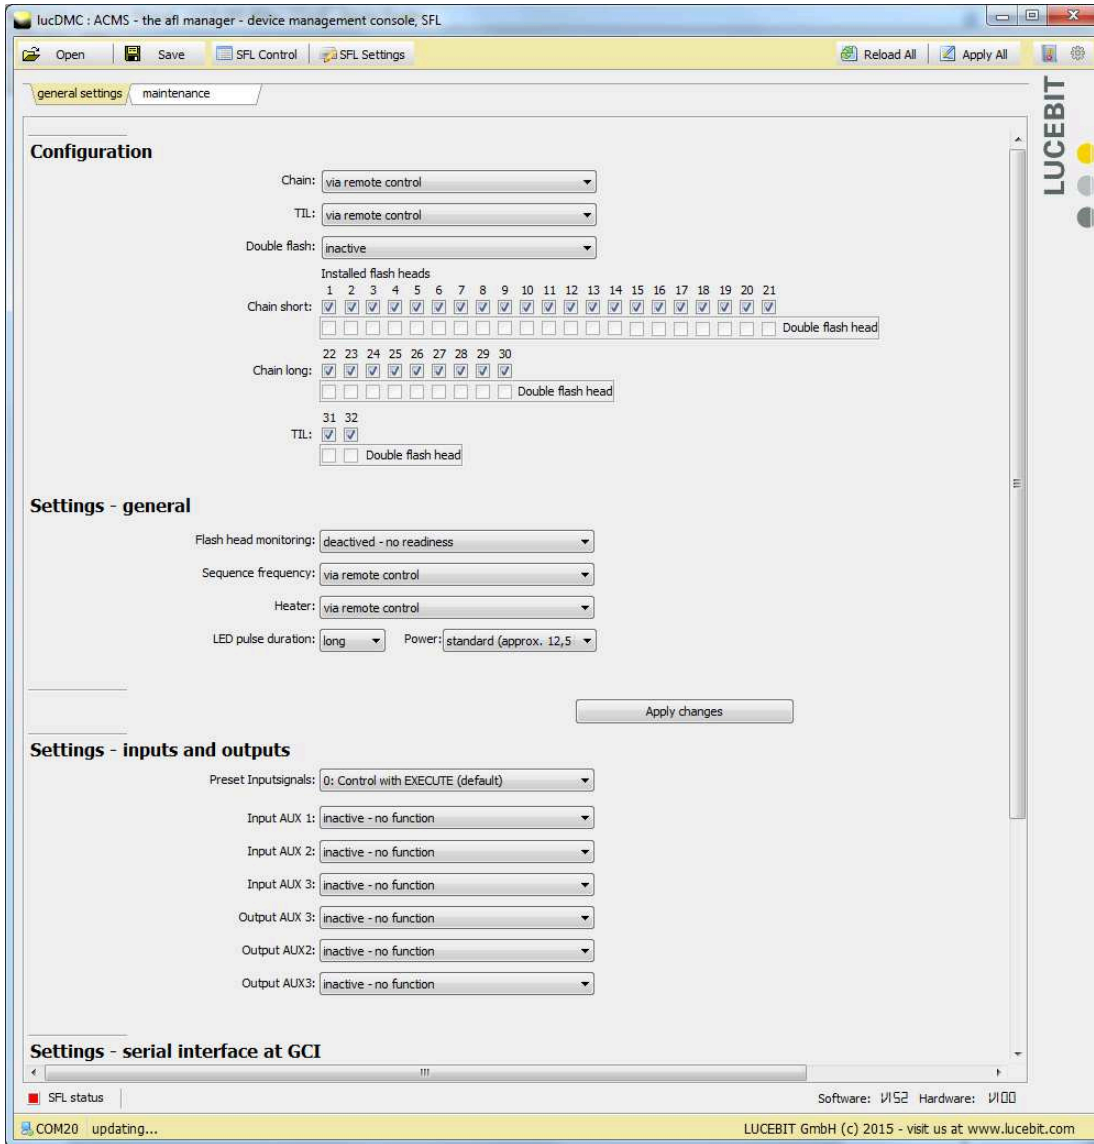 lucDMC : ACMS - the afl manager - device management console, SFL
Open Save SFL Control SFL Settings Reload All Apply All
general settings maintenance
LUCEBIT
Configuration
Chain: via remote control
TIL: via remote control
Double flash: inactive
Installed flash heads
1 2 3 4 5 6 7 8 9 10 11 12 13 14 15 16 17 18 19 20 21
Chain short:
Double flash head
22 23 24 25 26 27 28 29 30
Chain long:
Double flash head
31 32
TIL:
Double flash head
Settings - general
Flash head monitoring: deactived - no readiness
Sequence frequency: via remote control
Heater: via remote control
LED pulse duration: long Power: standard (approx. 12,5
Apply changes
Settings - inputs and outputs
Preset Inputsignals: 0: Control with EXECUTE (default)
Input AUX 1: inactive - no function
Input AUX 2: inactive - no function
Input AUX 3: inactive - no function
Output AUX 3: inactive - no function
Output AUX2: inactive - no function
Output AUX3: inactive - no function
Settings - serial interface at GCI
SFL status Software: V152 Hardware: V100
COM20 updating... LUCEBIT GmbH (c) 2015 - visit us at www.lucebit.com